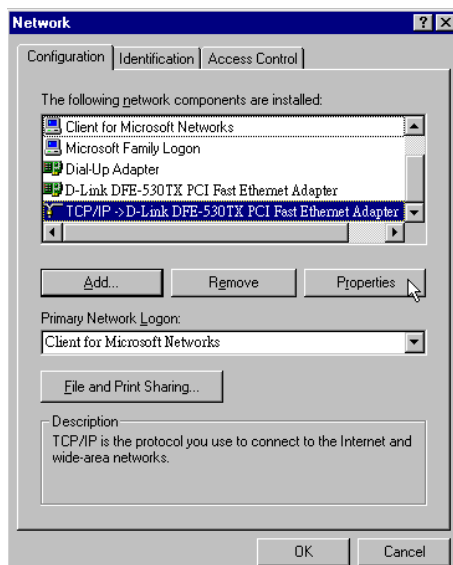 Network
Configuration Identification Access Control
The following network components are installed:
Client for Microsoft Networks
Microsoft Family Logon
Dial-Up Adapter
D-Link DFE-530TX PCI Fast Ethernet Adapter
TCP/IP ->D-Link DFE-530TX PCI Fast Ethernet Adapter
Add... Remove Properties
Primary Network Logon:
Client for Microsoft Networks
File and Print Sharing...
Description
TCP/IP is the protocol you use to connect to the Internet and
wide-area networks.
OK Cancel